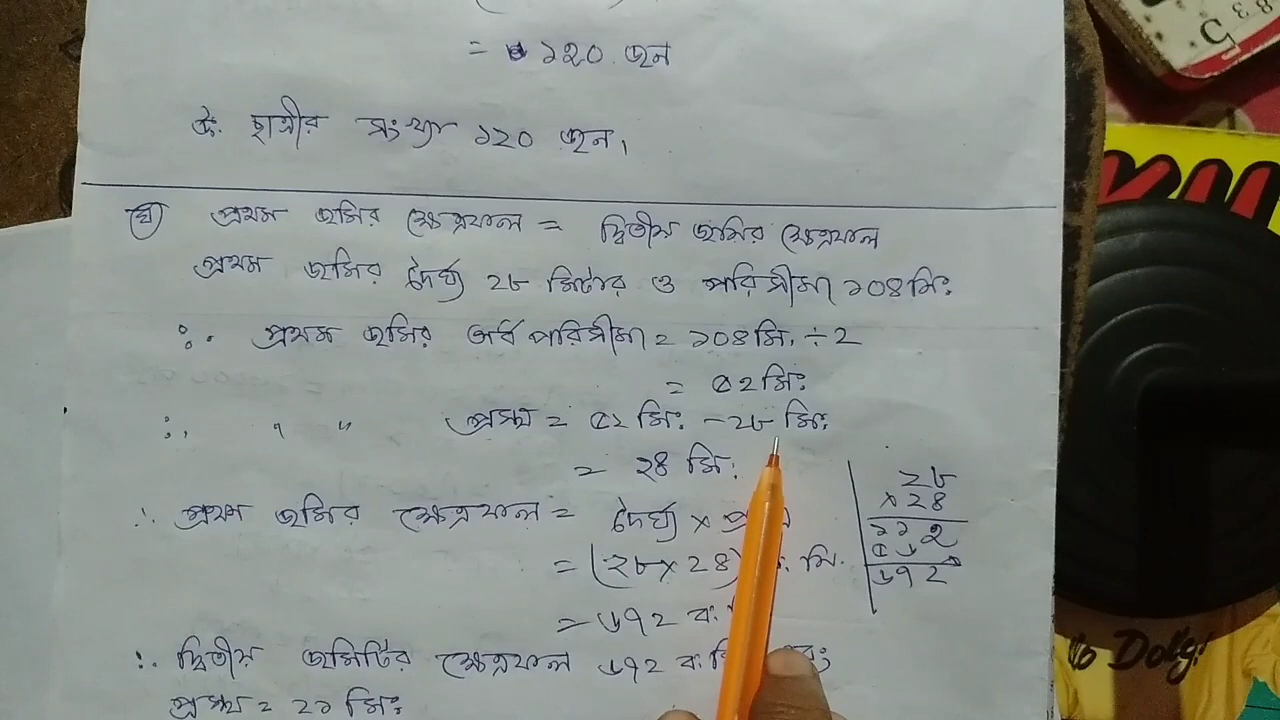 = ১২০ জন
ঐ: ছাত্রীর সংখ্যা ১২০ জন।
(ঘ) প্রথম জমির ক্ষেত্রফল = দ্বিতীয় জমির ক্ষেত্রফল
প্রথম জমির দৈর্ঘ্য ২৮ মিটার ও পরিসীমা ১০৪মিঃ
∴ প্রথম জমির অর্ধ পরিসীমা = ১০৪মি. ÷ ২
= ৫২মিঃ
∴ " " প্রস্থ = ৫২ মিঃ - ২৮ মিঃ
= ২৪ মি.
∴ প্রথম জমির ক্ষেত্রফল = দৈর্ঘ্য ×
= (২৮ × ২৪) মি.
= ৬৭২ ব.
∴ দ্বিতীয় জমিটির ক্ষেত্রফল ৬৭২ ব
প্রস্থ = ২১ মিঃ
২৮
×২৪
১১২
৫৬×
৬৭২
Dolly!